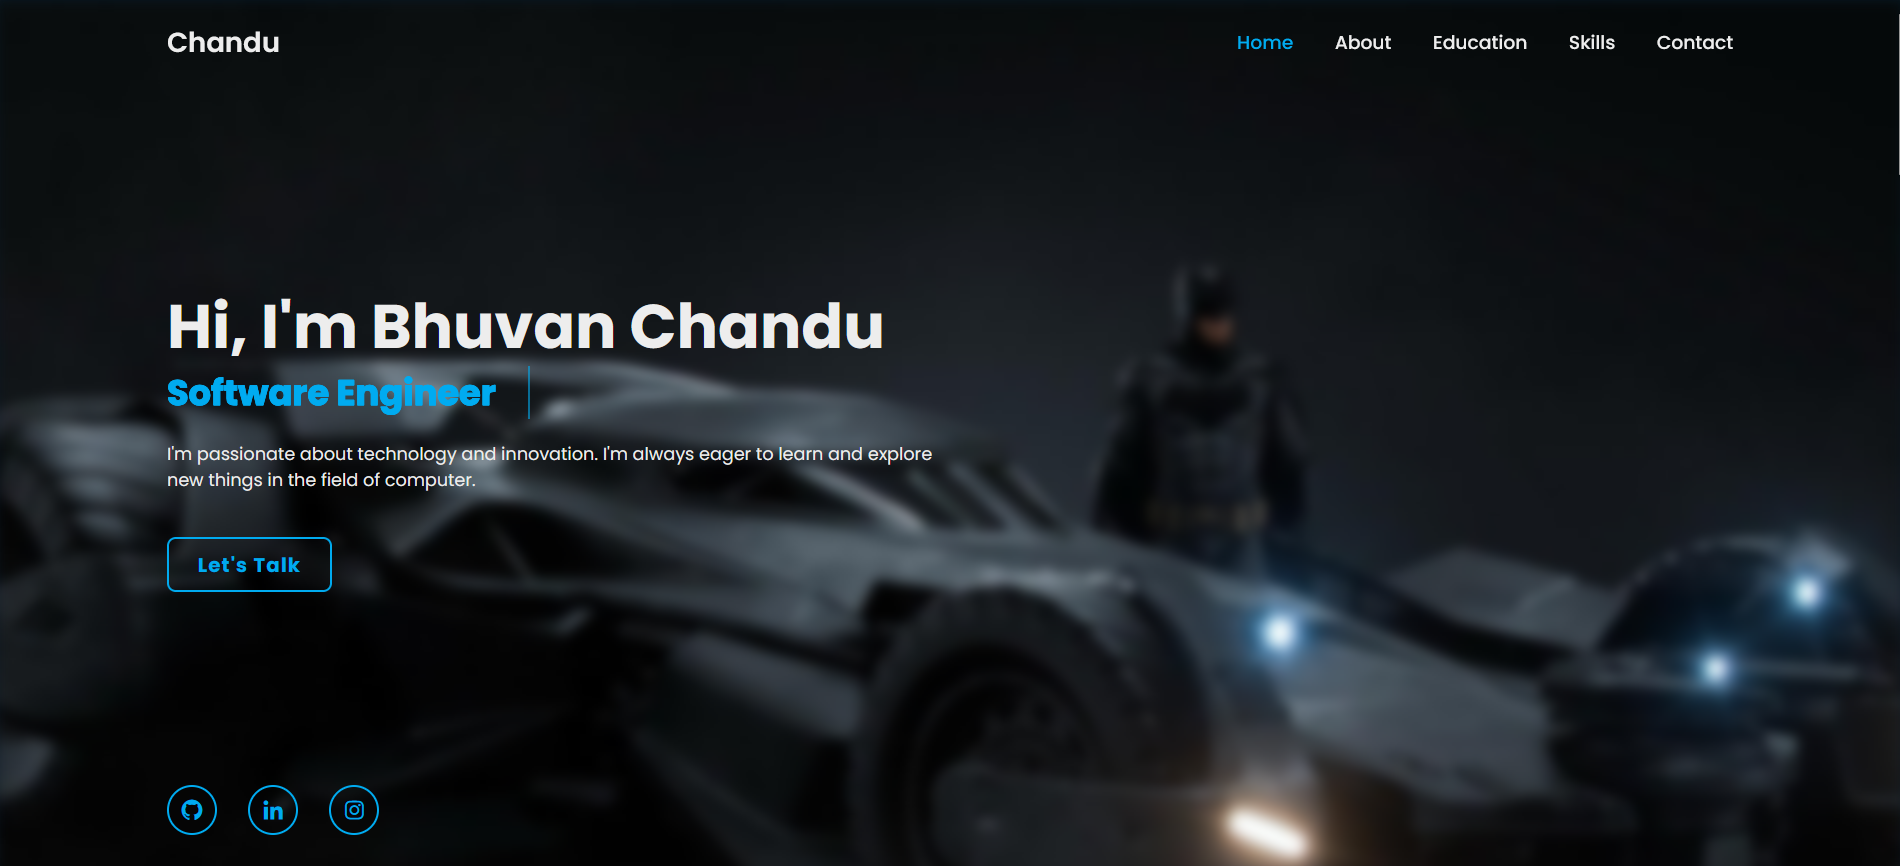 Chandu
Home About Education Skills Contact
Hi, I'm Bhuvan Chandu
Software Engineer
I'm passionate about technology and innovation. I'm always eager to learn and explore
new things in the field of computer.
Let's Talk
in